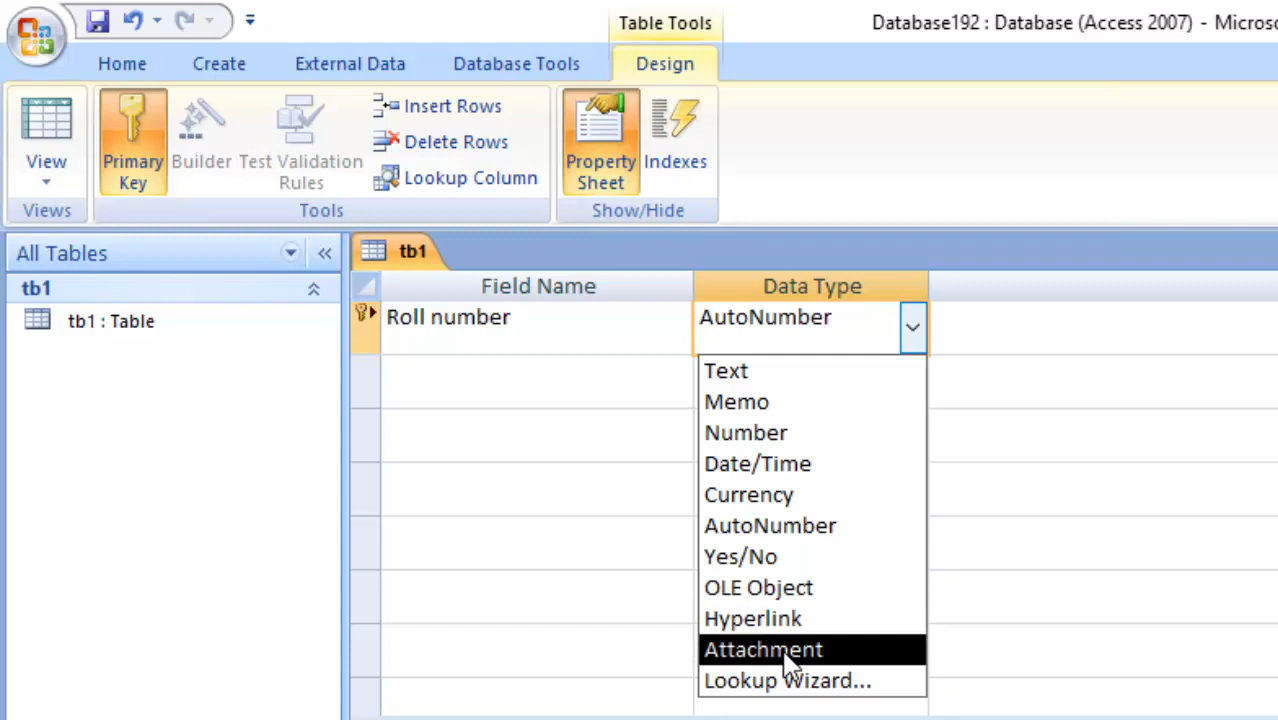 Table Tools
Database192 : Database (Access 2007) - Microso
Home
Create
External Data
Database Tools
Design
View
Primary Key
Builder
Test Validation Rules
Insert Rows
Delete Rows
Lookup Column
Property Sheet
Indexes
Views
Tools
Show/Hide
All Tables
tb1
tb1 : Table
tb1
Field Name
Data Type
Roll number
AutoNumber
Text
Memo
Number
Date/Time
Currency
AutoNumber
Yes/No
OLE Object
Hyperlink
Attachment
Lookup Wizard...